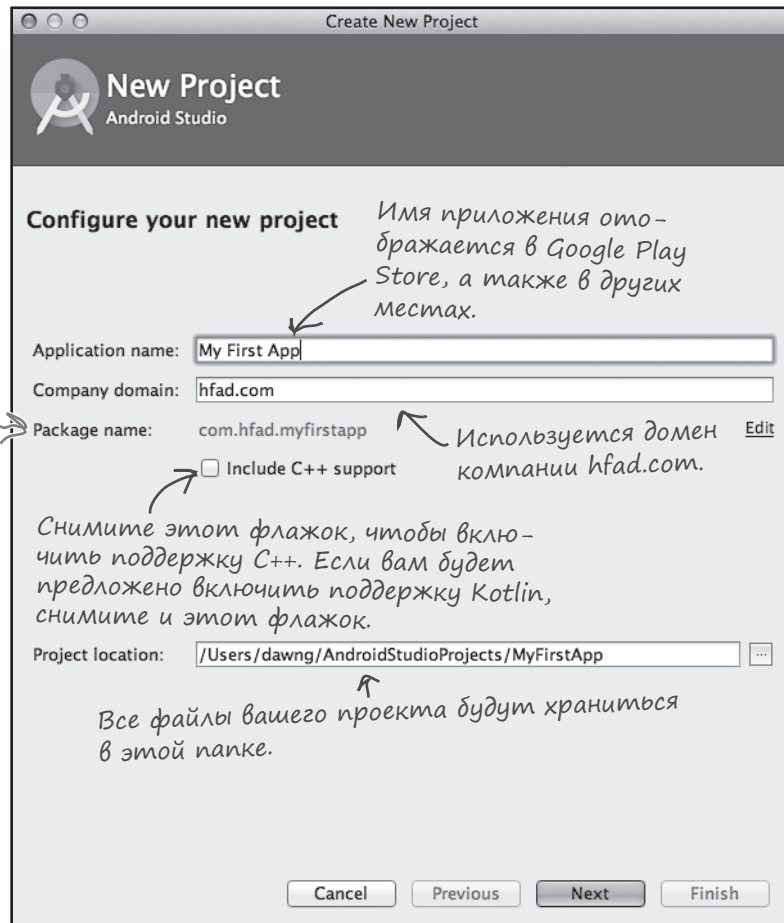 Create New Project
New Project
Android Studio
Configure your new project
Имя приложения ото-
бражается в Google Play
Store, а также в других
местах.
Application name: My First App
Company domain: hfad.com
Package name: com.hfad.myfirstapp Edit
Используется домен
компании hfad.com.
Include C++ support
Снимите этот флажок, чтобы вклю-
чить поддержку C++. Если вам будет
предложено включить поддержку Kotlin,
снимите и этот флажок.
Project location: /Users/dawng/AndroidStudioProjects/MyFirstApp ...
Все файлы вашего проекта будут храниться
в этой папке.
Cancel Previous Next Finish